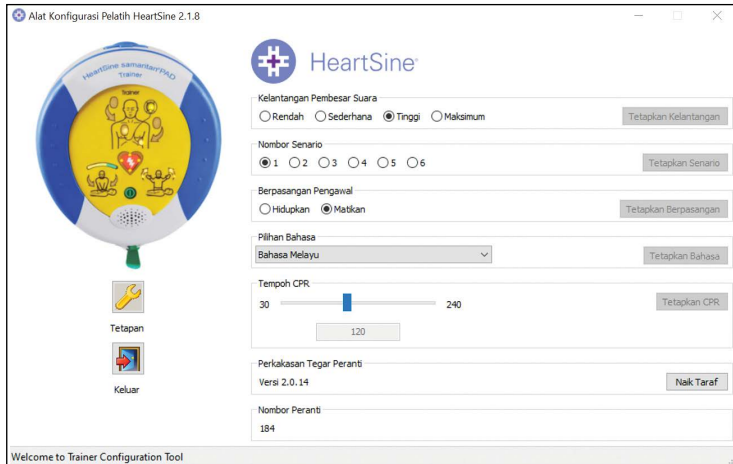 Alat Konfigurasi Pelatih HeartSine 2.1.8
HeartSine samaritan PAD
Trainer
Trainer
HeartSine
Kelantangan Pembesar Suara
Rendah Sederhana Tinggi Maksimum Tetapkan Kelantangan
Nombor Senario
1 2 3 4 5 6 Tetapkan Senario
Berpasangan Pengawal
Hidupkan Matikan Tetapkan Berpasangan
Pilihan Bahasa
Bahasa Melayu Tetapkan Bahasa
Tempoh CPR
30 240 Tetapkan CPR
120
Tetapan
Keluar
Perkakasan Tegar Peranti
Versi 2.0.14 Naik Taraf
Nombor Peranti
184
Welcome to Trainer Configuration Tool